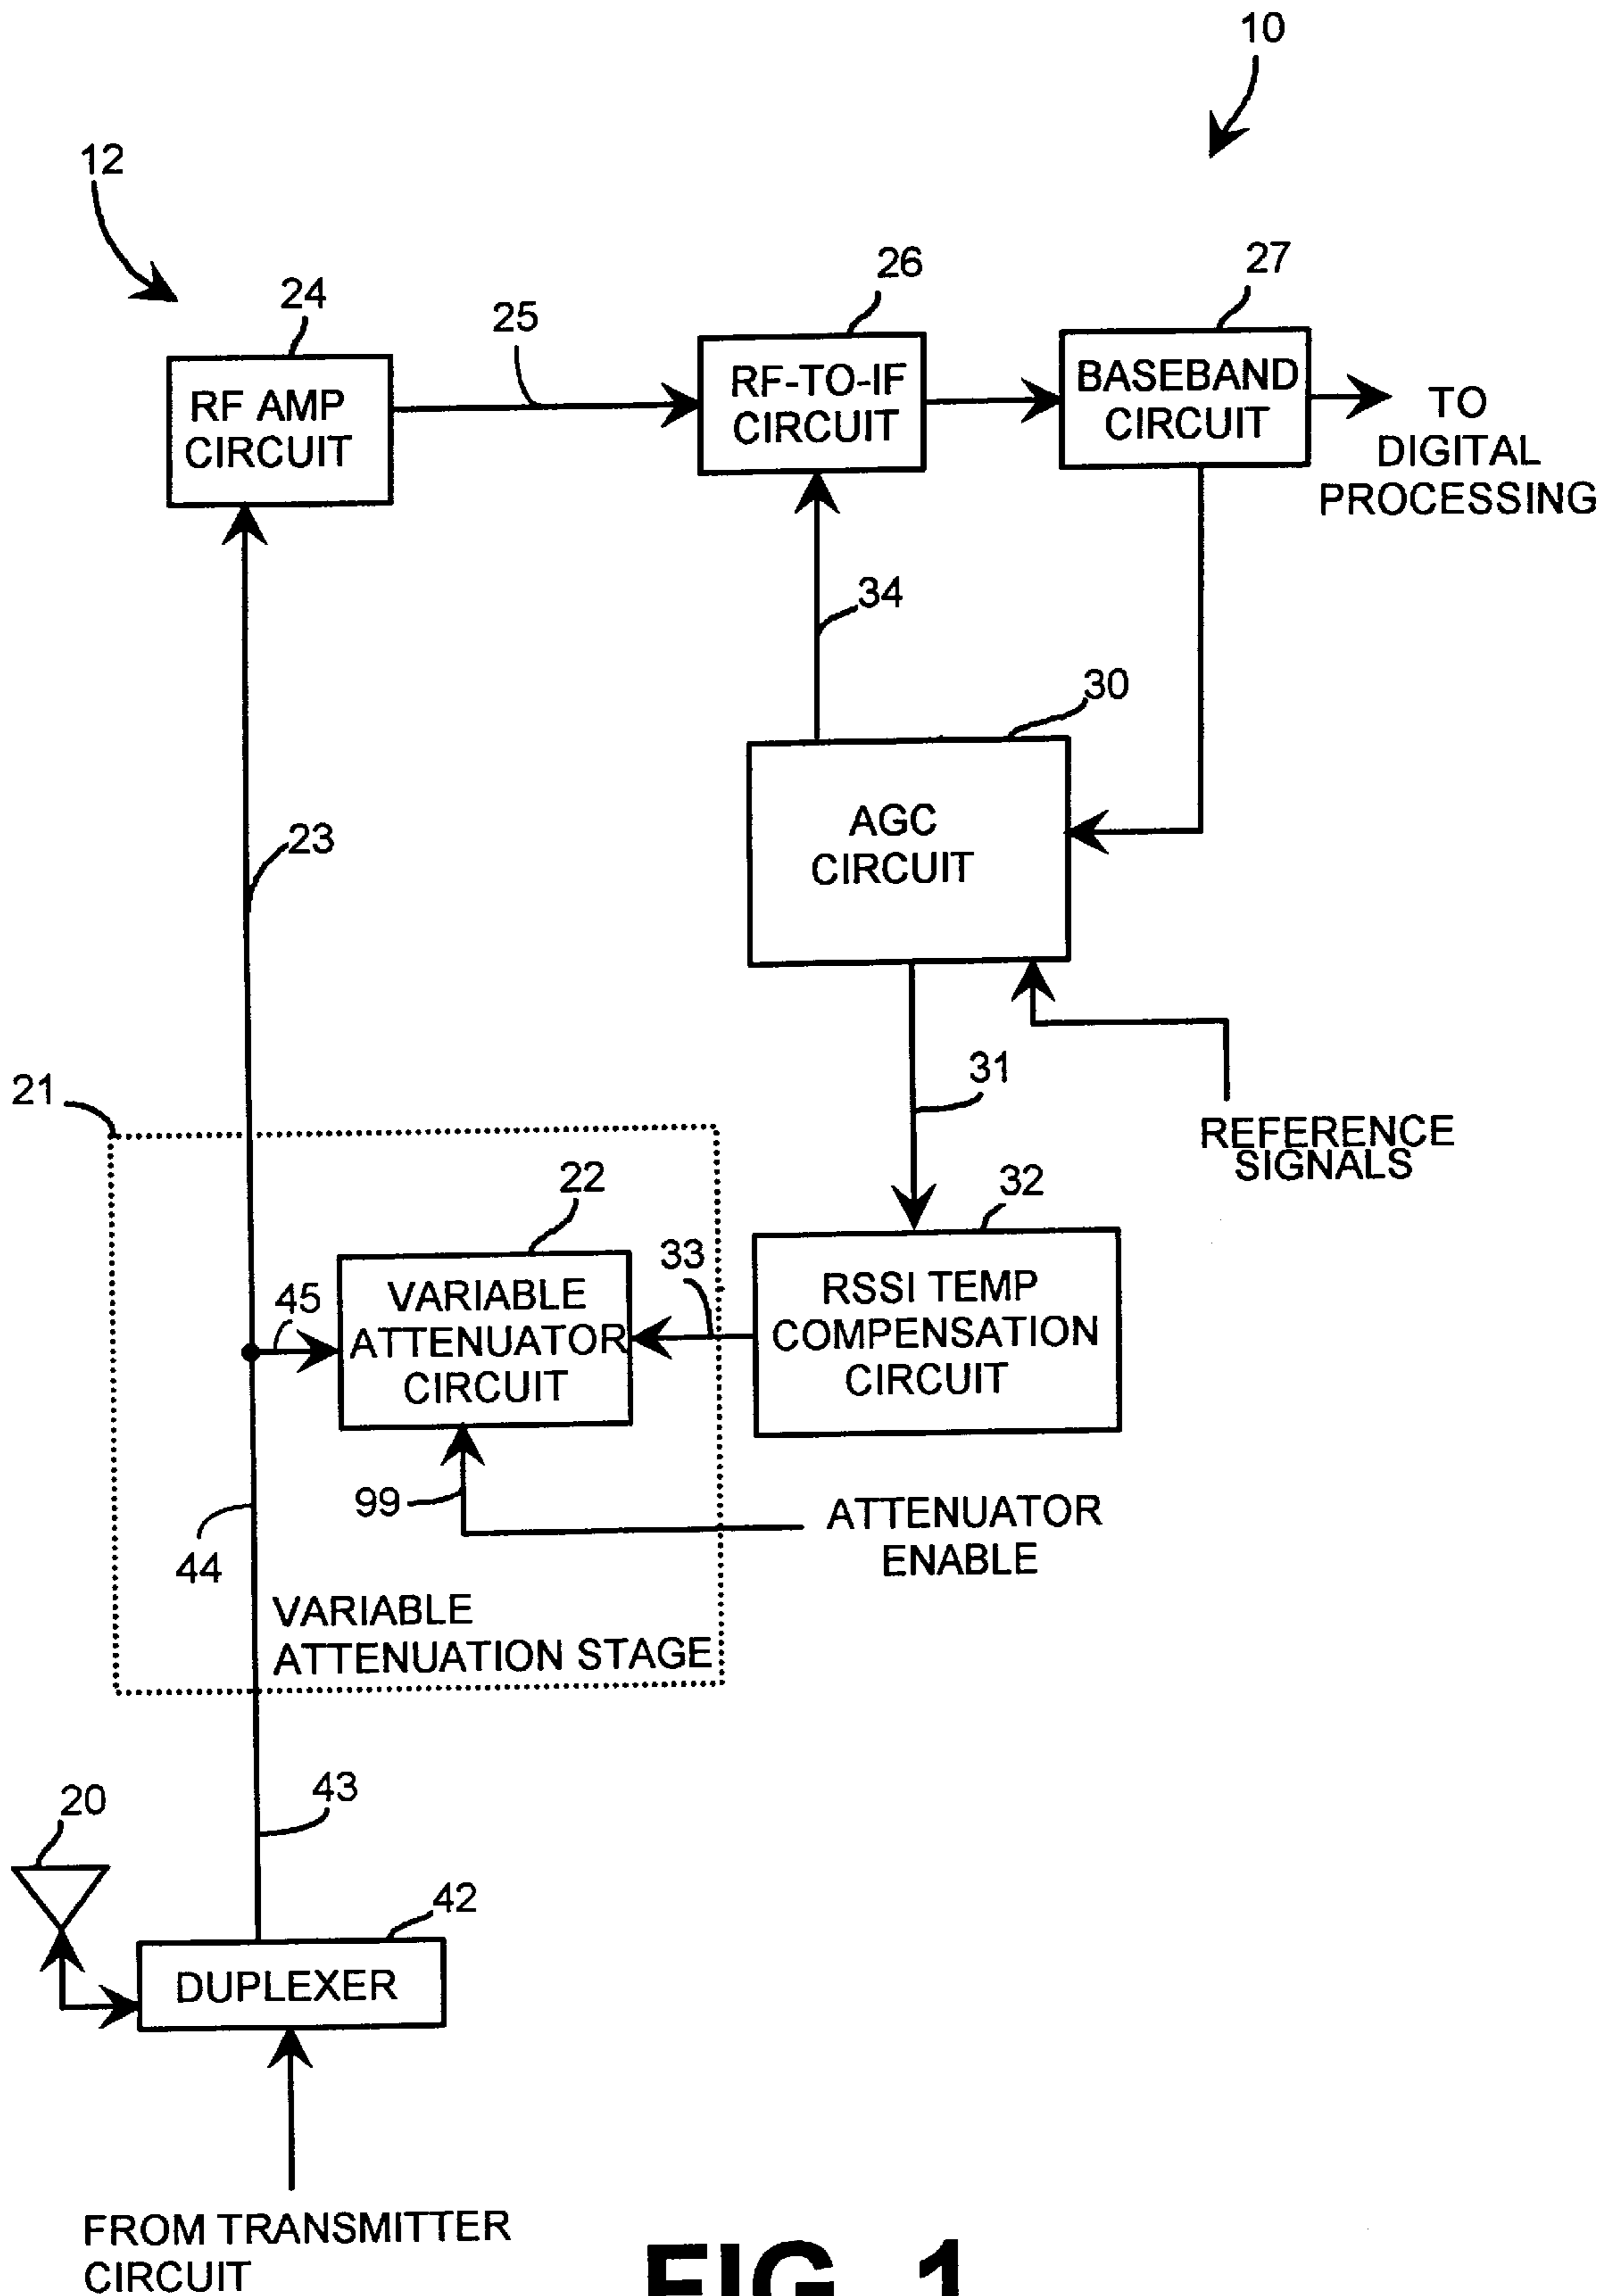 10
12
24
25
26
27
RF AMP
CIRCUIT
RF-TO-IF
CIRCUIT
BASEBAND
CIRCUIT
TO
DIGITAL
PROCESSING
34
30
23
AGC
CIRCUIT
31
21
REFERENCE
SIGNALS
22
32
33
45
VARIABLE
ATTENUATOR
CIRCUIT
RSSI TEMP
COMPENSATION
CIRCUIT
99
ATTENUATOR
ENABLE
44
VARIABLE
ATTENUATION STAGE
43
20
42
DUPLEXER
FROM TRANSMITTER
CIRCUIT
FIG. 1